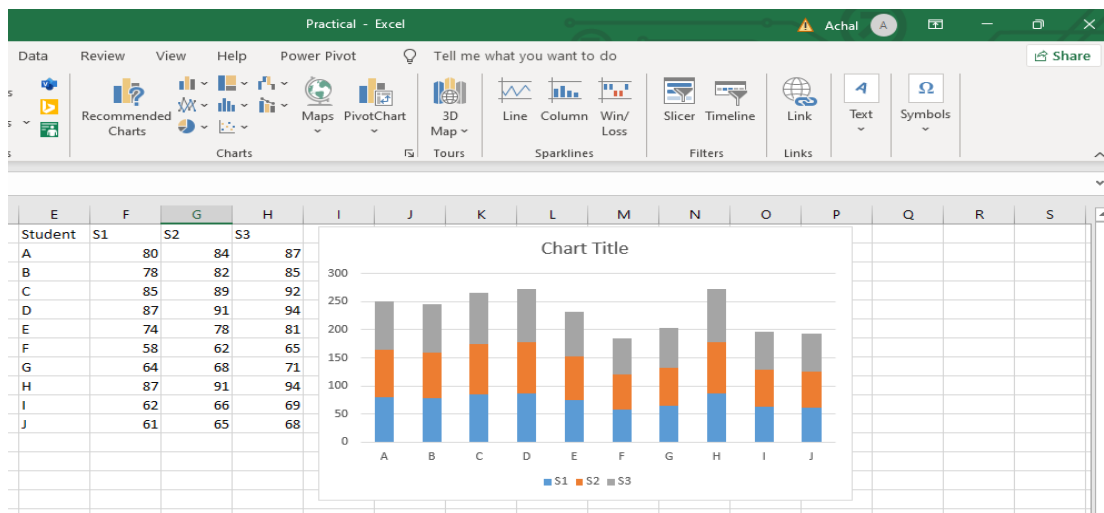 Practical - Excel
Achal A
Data Review View Help Power Pivot Tell me what you want to do Share
Recommended Charts
Maps PivotChart
3D Map
Line Column Win/ Loss
Slicer Timeline
Link
Text
Symbols
Charts Tours Sparklines Filters Links
E F G H I J K L M N O P Q R S
Student S1 S2 S3
A 80 84 87
B 78 82 85
C 85 89 92
D 87 91 94
E 74 78 81
F 58 62 65
G 64 68 71
H 87 91 94
I 62 66 69
J 61 65 68
Chart Title
300
250
200
150
100
50
0
A B C D E F G H I J
S1 S2 S3